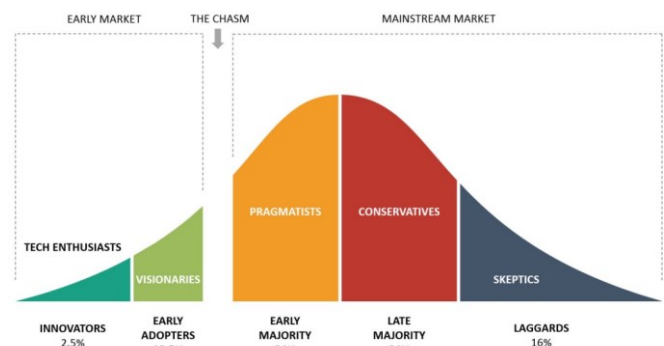 EARLY MARKET
THE CHASM
MAINSTREAM MARKET
PRAGMATISTS
CONSERVATIVES
TECH ENTHUSIASTS
VISIONARIES
SKEPTICS
INNOVATORS
2.5%
EARLY
ADOPTERS
EARLY
MAJORITY
LATE
MAJORITY
LAGGARDS
16%